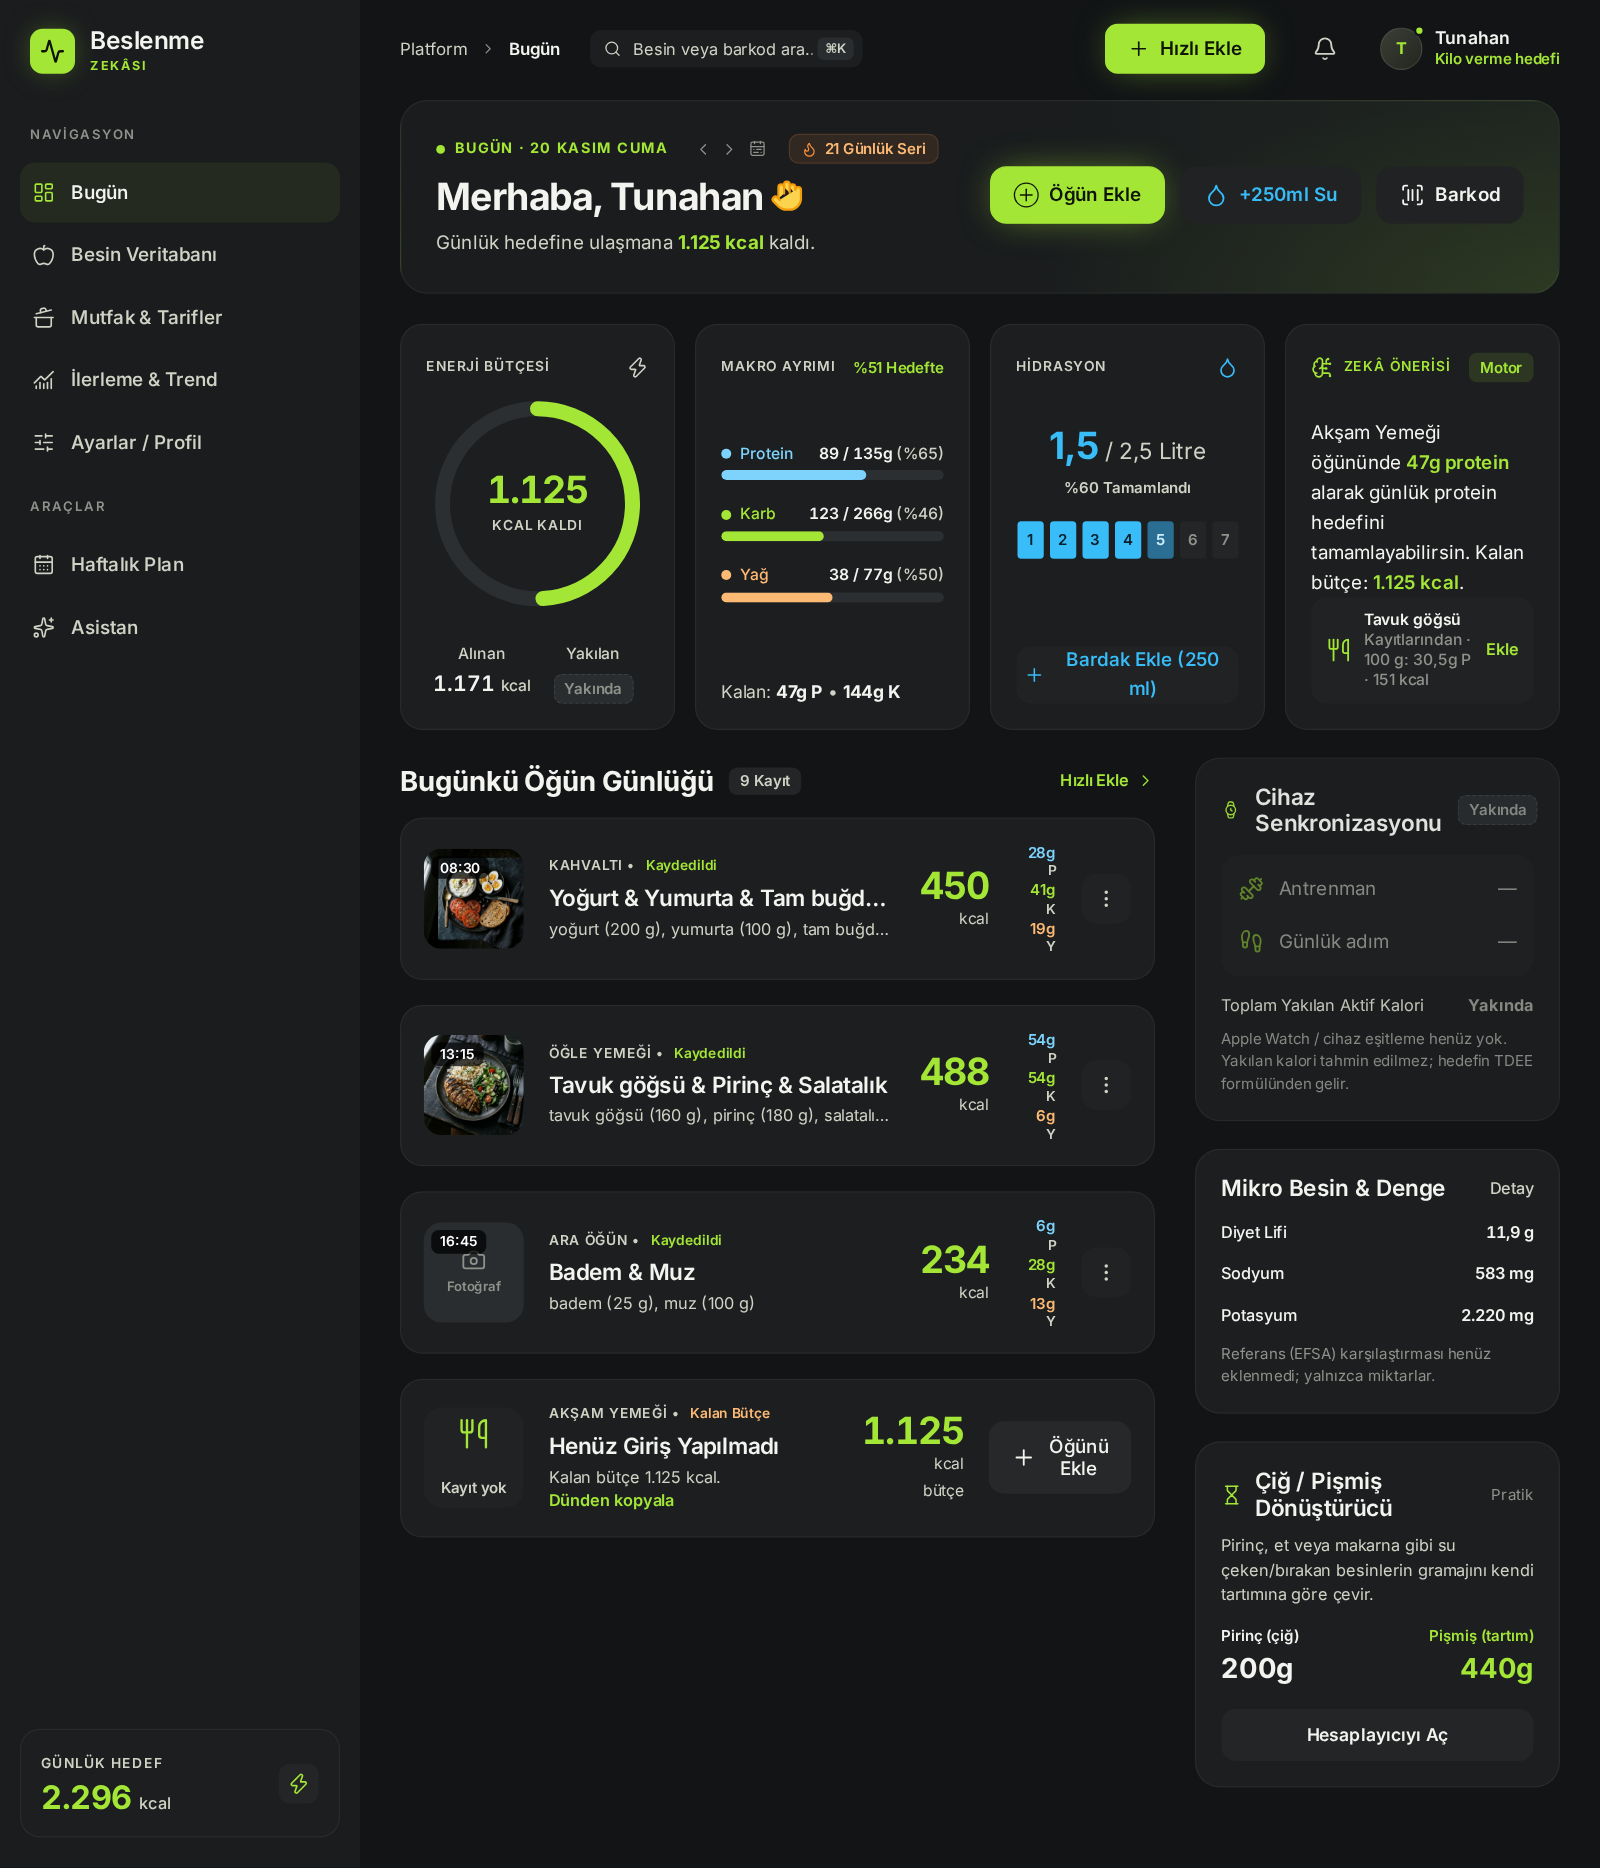 Beslenme
ZEKÂSI
NAVİGASYON
Bugün
Besin Veritabanı
Mutfak & Tarifler
İlerleme & Trend
Ayarlar / Profil
ARAÇLAR
Haftalık Plan
Asistan
GÜNLÜK HEDEF
2.296 kcal
Platform > Bugün
Besin veya barkod ara.. ⌘K
Hızlı Ekle
T
Tunahan
Kilo verme hedefi
BUGÜN · 20 KASIM CUMA
21 Günlük Seri
Merhaba, Tunahan
Günlük hedefine ulaşmana 1.125 kcal kaldı.
Öğün Ekle
+250ml Su
Barkod
ENERJİ BÜTÇESİ
1.125
KCAL KALDI
Alınan
1.171 kcal
Yakılan
Yakında
MAKRO AYRIMI
%51 Hedefte
Protein 89 / 135g (%65)
Karb 123 / 266g (%46)
Yağ 38 / 77g (%50)
Kalan: 47g P • 144g K
HİDRASYON
1,5 / 2,5 Litre
%60 Tamamlandı
1 2 3 4 5 6 7
Bardak Ekle (250
ml)
ZEKÂ ÖNERİSİ
Motor
Akşam Yemeği
öğününde 47g protein
alarak günlük protein
hedefini
tamamlayabilirsin. Kalan
bütçe: 1.125 kcal.
Tavuk göğsü
Kayıtlarından ·
100 g: 30,5g P
· 151 kcal
Ekle
Bugünkü Öğün Günlüğü
9 Kayıt
Hızlı Ekle >
08:30
KAHVALTI • Kaydedildi
Yoğurt & Yumurta & Tam buğd...
yoğurt (200 g), yumurta (100 g), tam buğd...
450
kcal
28g
P
41g
K
19g
Y
13:15
ÖĞLE YEMEĞİ • Kaydedildi
Tavuk göğsü & Pirinç & Salatalık
tavuk göğsü (160 g), pirinç (180 g), salatalı...
488
kcal
54g
P
54g
K
6g
Y
16:45
Fotoğraf
ARA ÖĞÜN • Kaydedildi
Badem & Muz
badem (25 g), muz (100 g)
234
kcal
6g
P
28g
K
13g
Y
Kayıt yok
AKŞAM YEMEĞİ • Kalan Bütçe
Henüz Giriş Yapılmadı
Kalan bütçe 1.125 kcal.
Dünden kopyala
1.125
kcal
bütçe
Öğünü
Ekle
Cihaz
Senkronizasyonu
Yakında
Antrenman —
Günlük adım —
Toplam Yakılan Aktif Kalori Yakında
Apple Watch / cihaz eşitleme henüz yok.
Yakılan kalori tahmin edilmez; hedefin TDEE
formülünden gelir.
Mikro Besin & Denge Detay
Diyet Lifi 11,9 g
Sodyum 583 mg
Potasyum 2.220 mg
Referans (EFSA) karşılaştırması henüz
eklenmedi; yalnızca miktarlar.
Çiğ / Pişmiş
Dönüştürücü
Pratik
Pirinç, et veya makarna gibi su
çeken/bırakan besinlerin gramajını kendi
tartımına göre çevir.
Pirinç (çiğ) Pişmiş (tartım)
200g 440g
Hesaplayıcıyı Aç